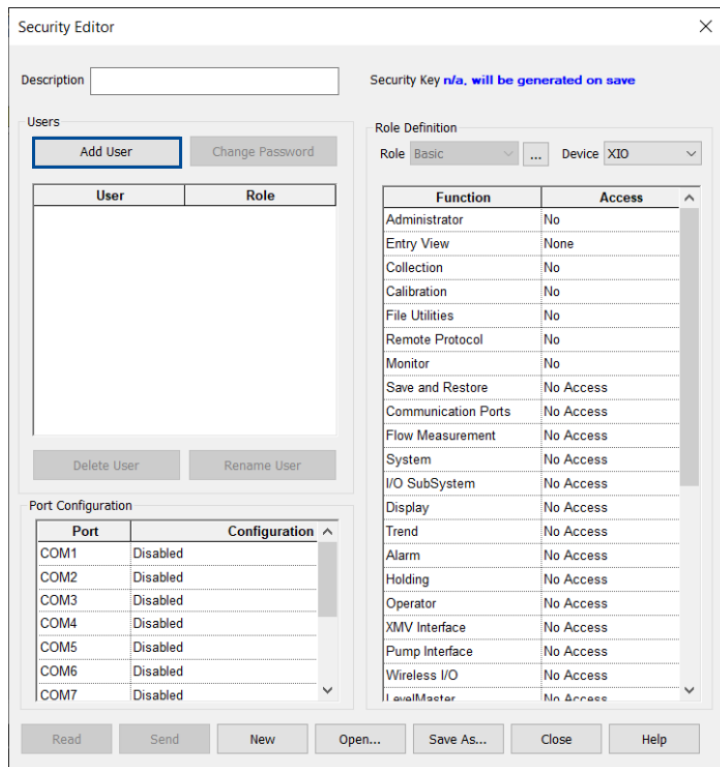 Security Editor
Description
Security Key n/a, will be generated on save
Users
Add User
Change Password
User Role
Delete User
Rename User
Port Configuration
Port Configuration
COM1 Disabled
COM2 Disabled
COM3 Disabled
COM4 Disabled
COM5 Disabled
COM6 Disabled
COM7 Disabled
Role Definition
Role Basic ... Device XIO
Function Access
Administrator No
Entry View None
Collection No
Calibration No
File Utilities No
Remote Protocol No
Monitor No
Save and Restore No Access
Communication Ports No Access
Flow Measurement No Access
System No Access
I/O SubSystem No Access
Display No Access
Trend No Access
Alarm No Access
Holding No Access
Operator No Access
XMV Interface No Access
Pump Interface No Access
Wireless I/O No Access
LevelMaster No Access
Read
Send
New
Open...
Save As...
Close
Help